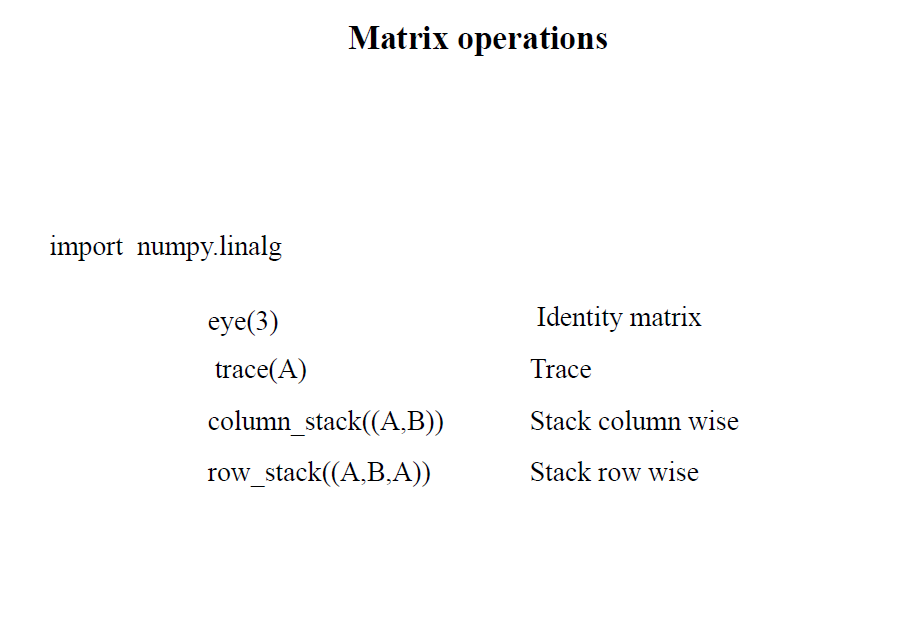 Matrix operations
import numpy.linalg
eye(3) Identity matrix
trace(A) Trace
column_stack((A,B)) Stack column wise
row_stack((A,B,A)) Stack row wise